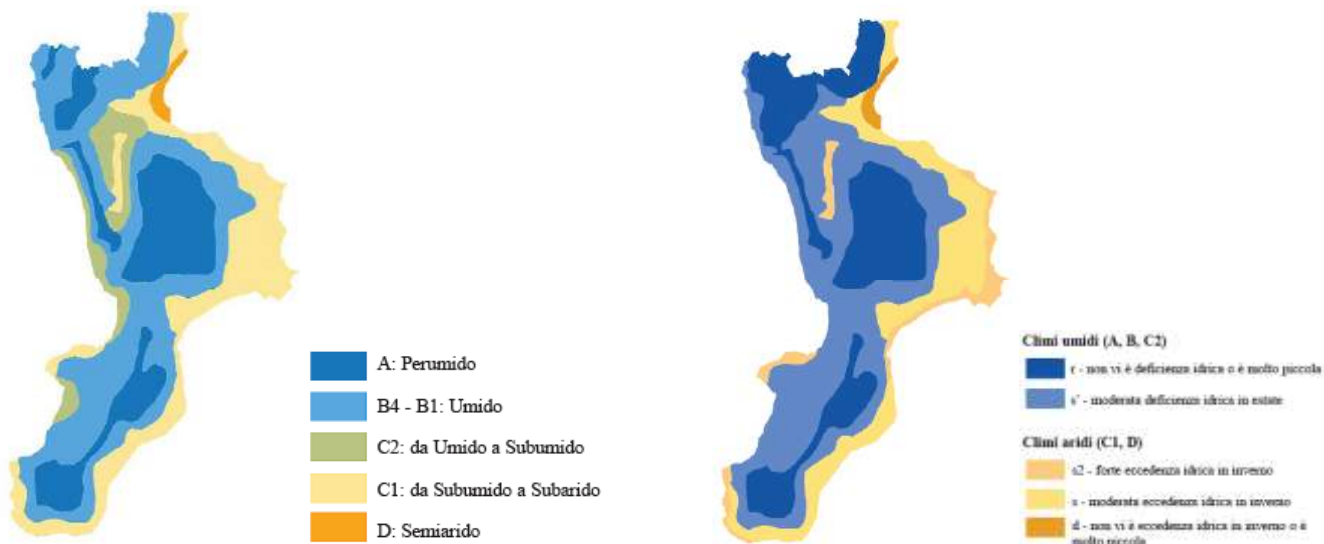 A: Perumido
B4 - B1: Umido
C2: da Umido a Subumido
C1: da Subumido a Subarido
D: Semiarido
Climi umidi (A, B, C2)
r - non vi è deficienza idrica o è molto piccola
s' - moderata deficienza idrica in estate
Climi aridi (C1, D)
s2 - forte eccedenza idrica in inverno
s - moderata eccedenza idrica in inverno
d - non vi è eccedenza idrica in inverno o è
molto piccola